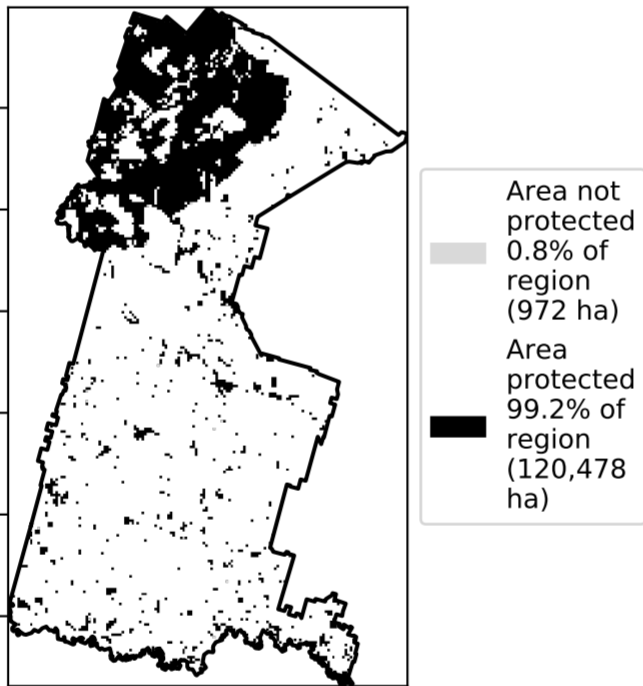 Area not
protected
0.8% of
region
(972 ha)
Area
protected
99.2% of
region
(120,478
ha)